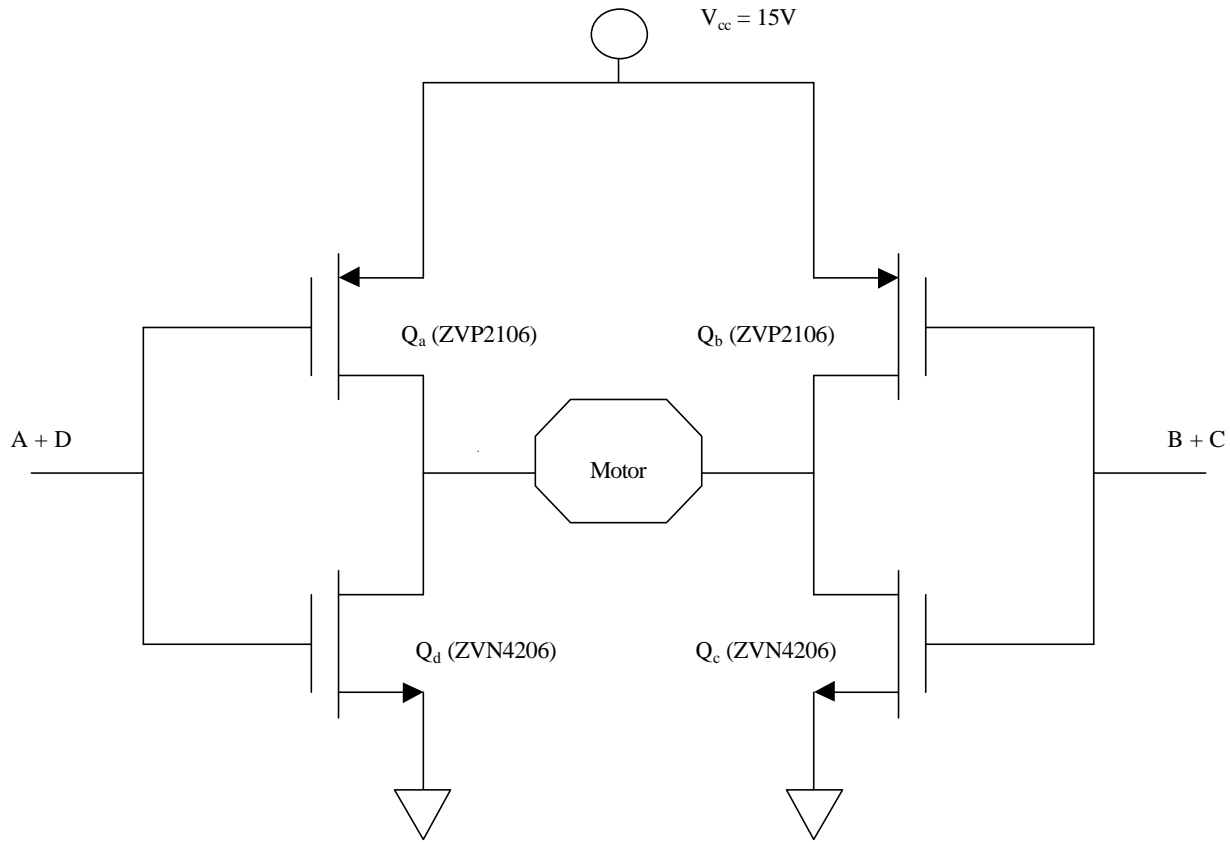 V_cc = 15V
Q_a (ZVP2106)
Q_b (ZVP2106)
A + D
B + C
Motor
Q_d (ZVN4206)
Q_c (ZVN4206)